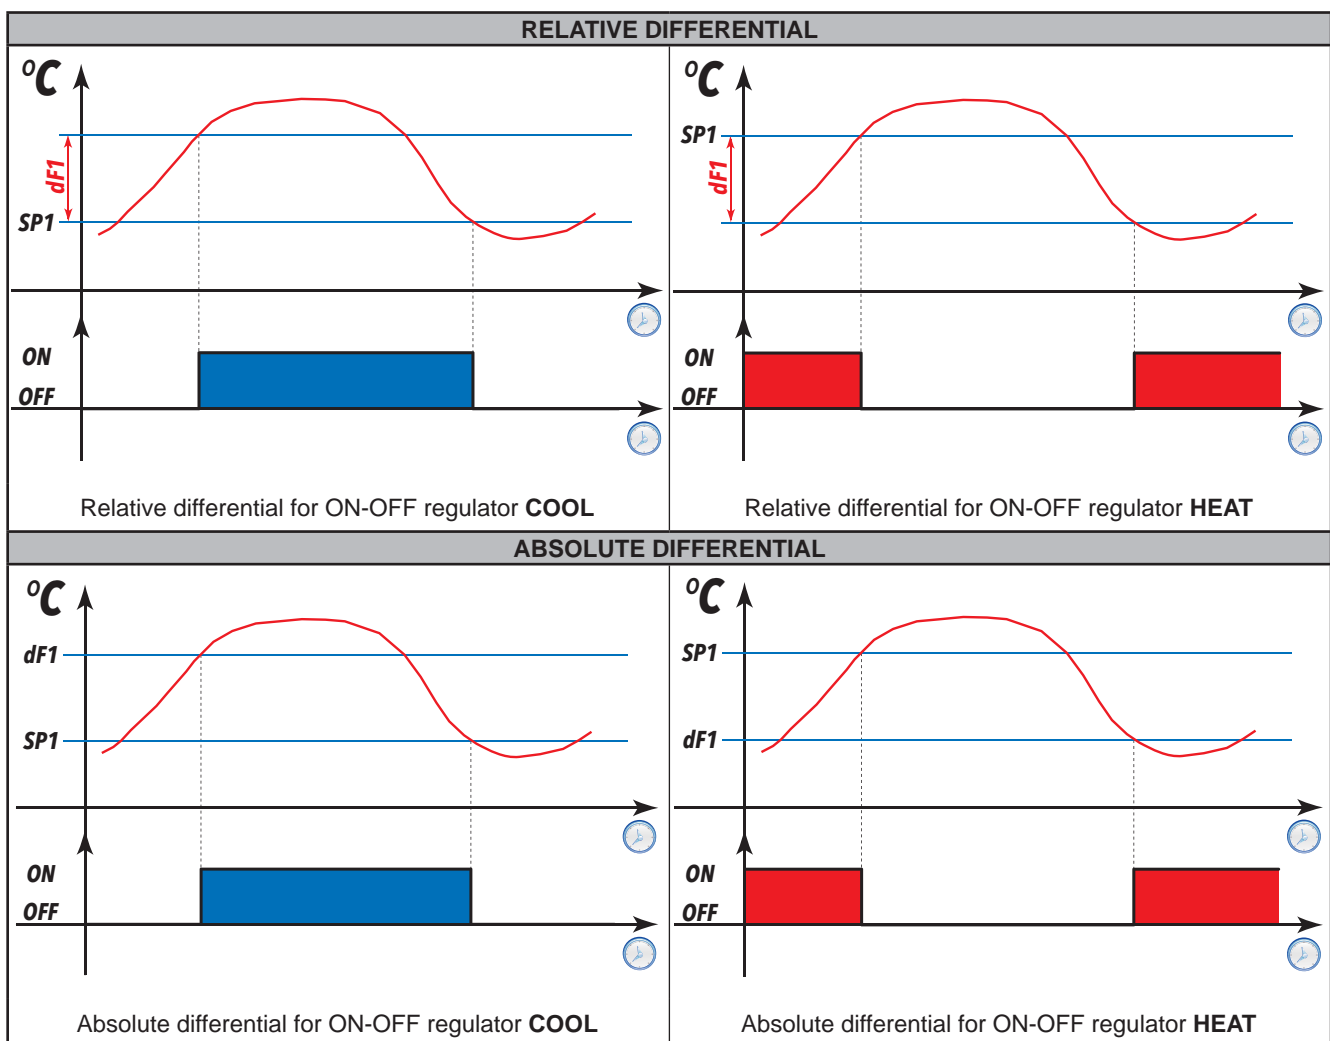 RELATIVE DIFFERENTIAL
°C
dF1
SP1
ON
OFF
Relative differential for ON-OFF regulator COOL
°C
SP1
dF1
ON
OFF
Relative differential for ON-OFF regulator HEAT
ABSOLUTE DIFFERENTIAL
°C
dF1
SP1
ON
OFF
Absolute differential for ON-OFF regulator COOL
°C
SP1
dF1
ON
OFF
Absolute differential for ON-OFF regulator HEAT